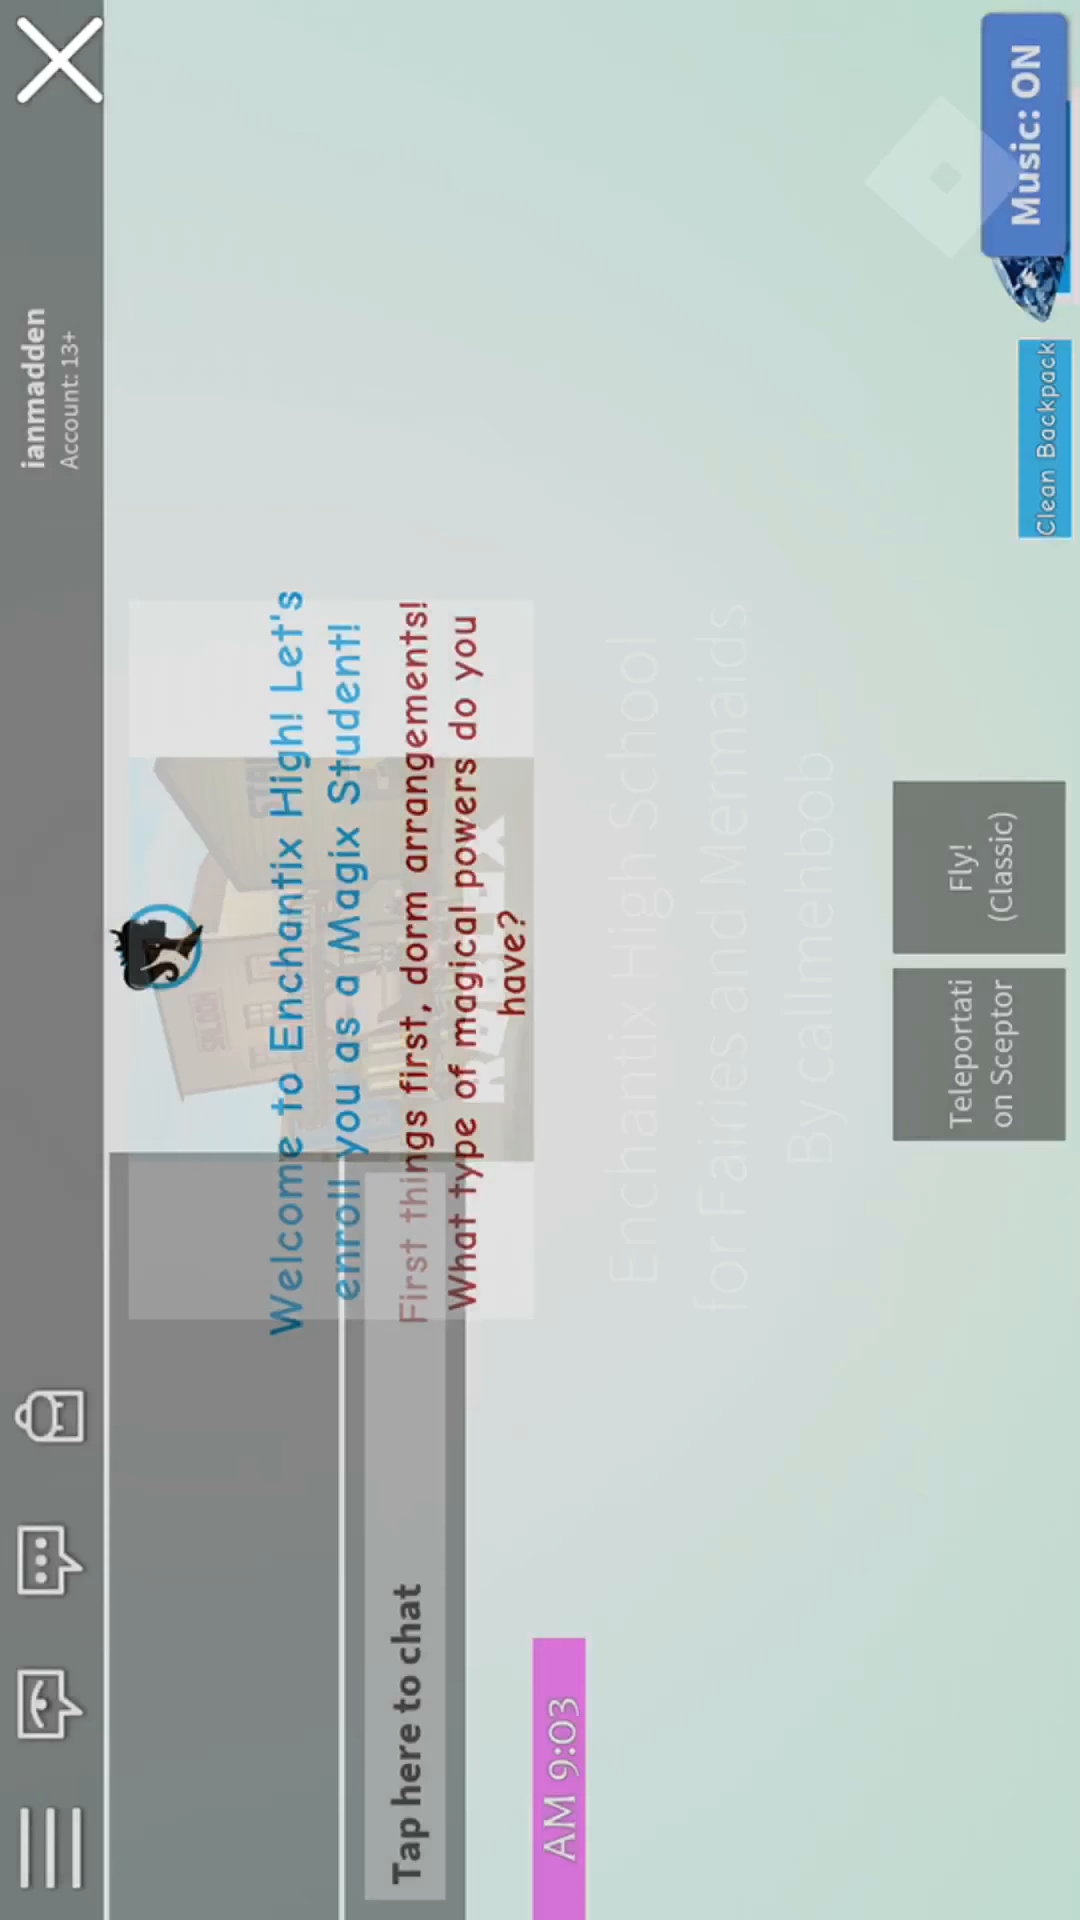 ianmadden
Account: 13+
Welcome to Enchantix High! Let's
enroll you as a Magix Student!
First things first, dorm arrangements!
What type of magical powers do you
have?
Tap here to chat
AM 9:03
Enchantix High School
for Fairies and Mermaids
By callmehbob
Teleportati
on Sceptor
Fly!
(Classic)
Clean Backpack
Music: ON